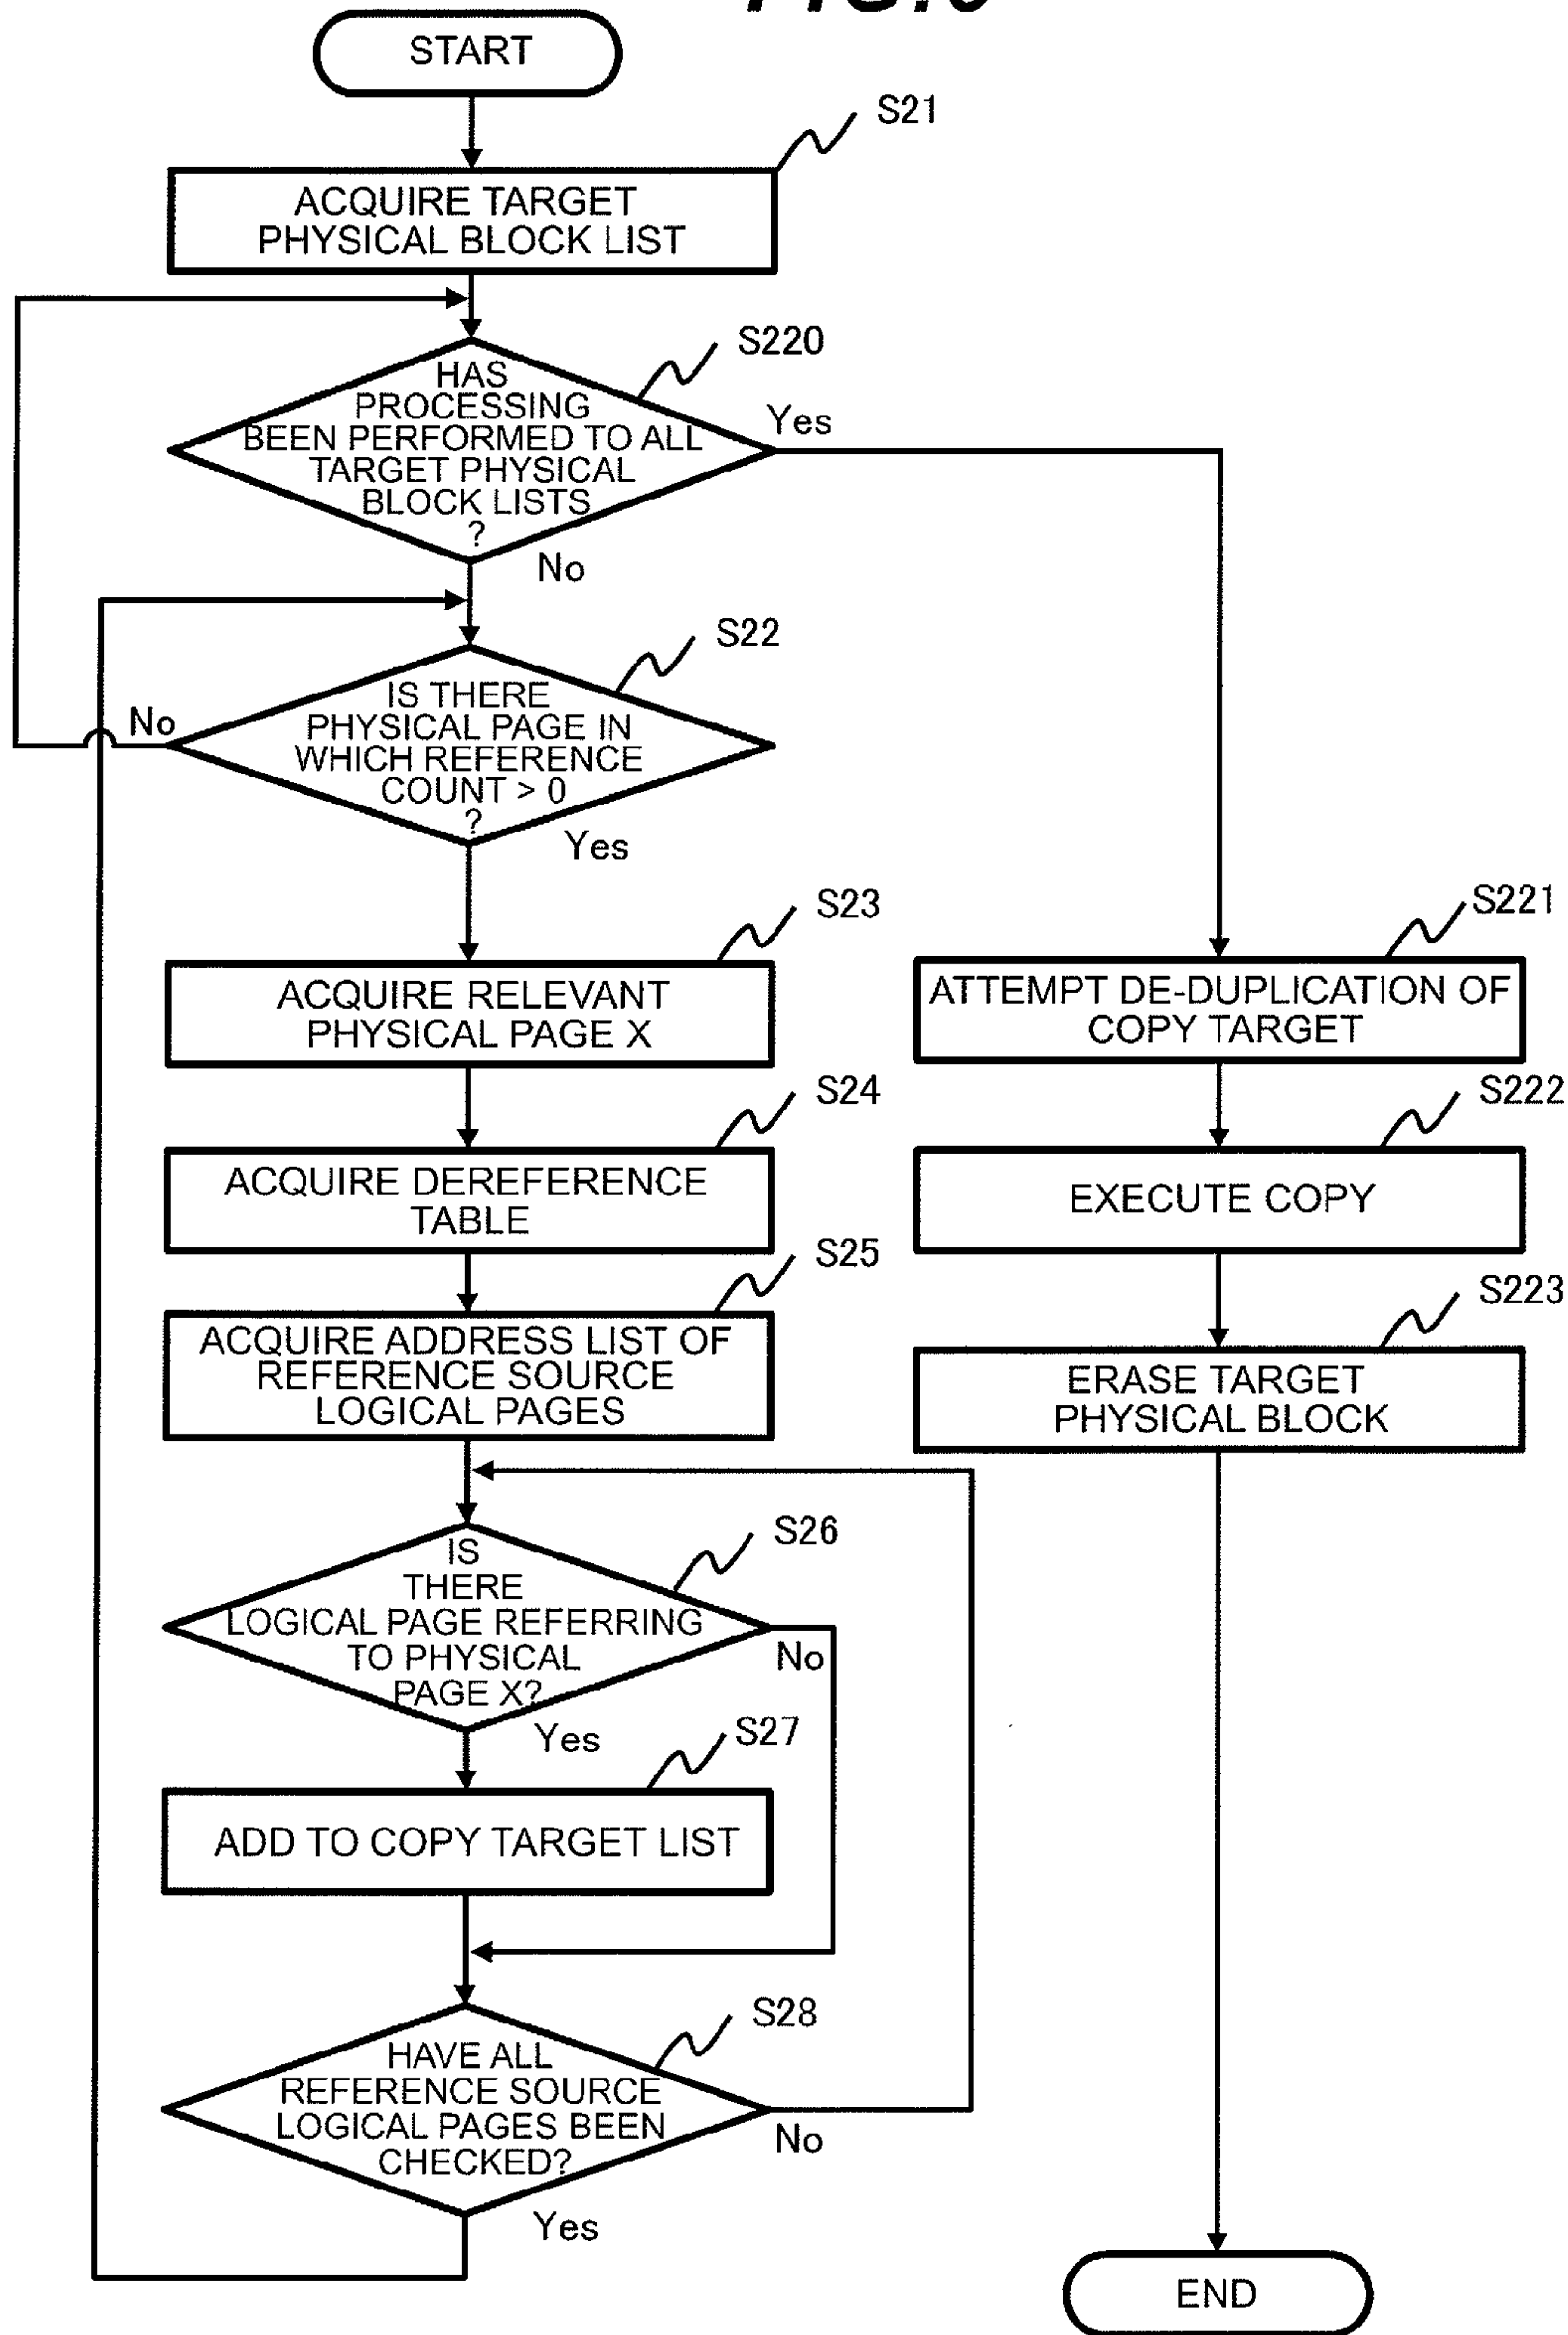 START
S21
ACQUIRE TARGET
PHYSICAL BLOCK LIST
S220
HAS
PROCESSING
BEEN PERFORMED TO ALL
TARGET PHYSICAL
BLOCK LISTS
?
Yes
No
S22
IS THERE
PHYSICAL PAGE IN
WHICH REFERENCE
COUNT > 0
?
No
Yes
S23
ACQUIRE RELEVANT
PHYSICAL PAGE X
S24
ACQUIRE DEREFERENCE
TABLE
S25
ACQUIRE ADDRESS LIST OF
REFERENCE SOURCE
LOGICAL PAGES
S26
IS
THERE
LOGICAL PAGE REFERRING
TO PHYSICAL
PAGE X?
No
Yes
S27
ADD TO COPY TARGET LIST
S28
HAVE ALL
REFERENCE SOURCE
LOGICAL PAGES BEEN
CHECKED?
No
Yes
S221
ATTEMPT DE-DUPLICATION OF
COPY TARGET
S222
EXECUTE COPY
S223
ERASE TARGET
PHYSICAL BLOCK
END